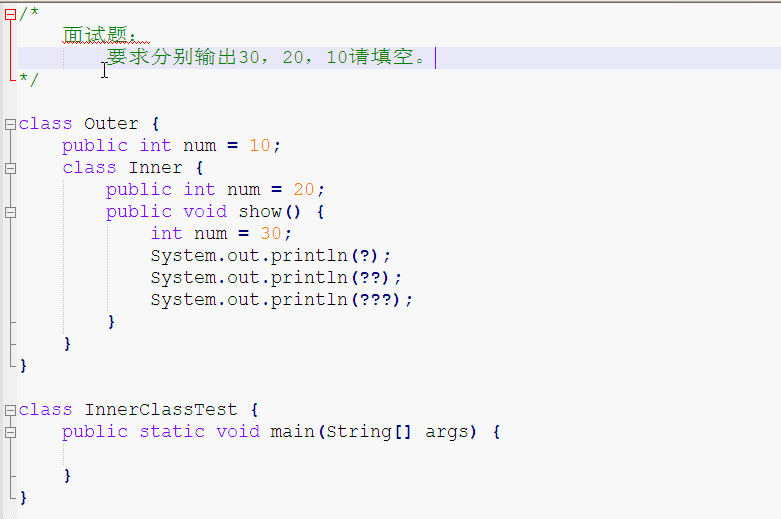 /*
    面试题：
        要求分别输出30，20，10请填空。
*/

class Outer {
    public int num = 10;
    class Inner {
        public int num = 20;
        public void show() {
            int num = 30;
            System.out.println(?);
            System.out.println(??);
            System.out.println(???);
        }
    }
}

class InnerClassTest {
    public static void main(String[] args) {

    }
}